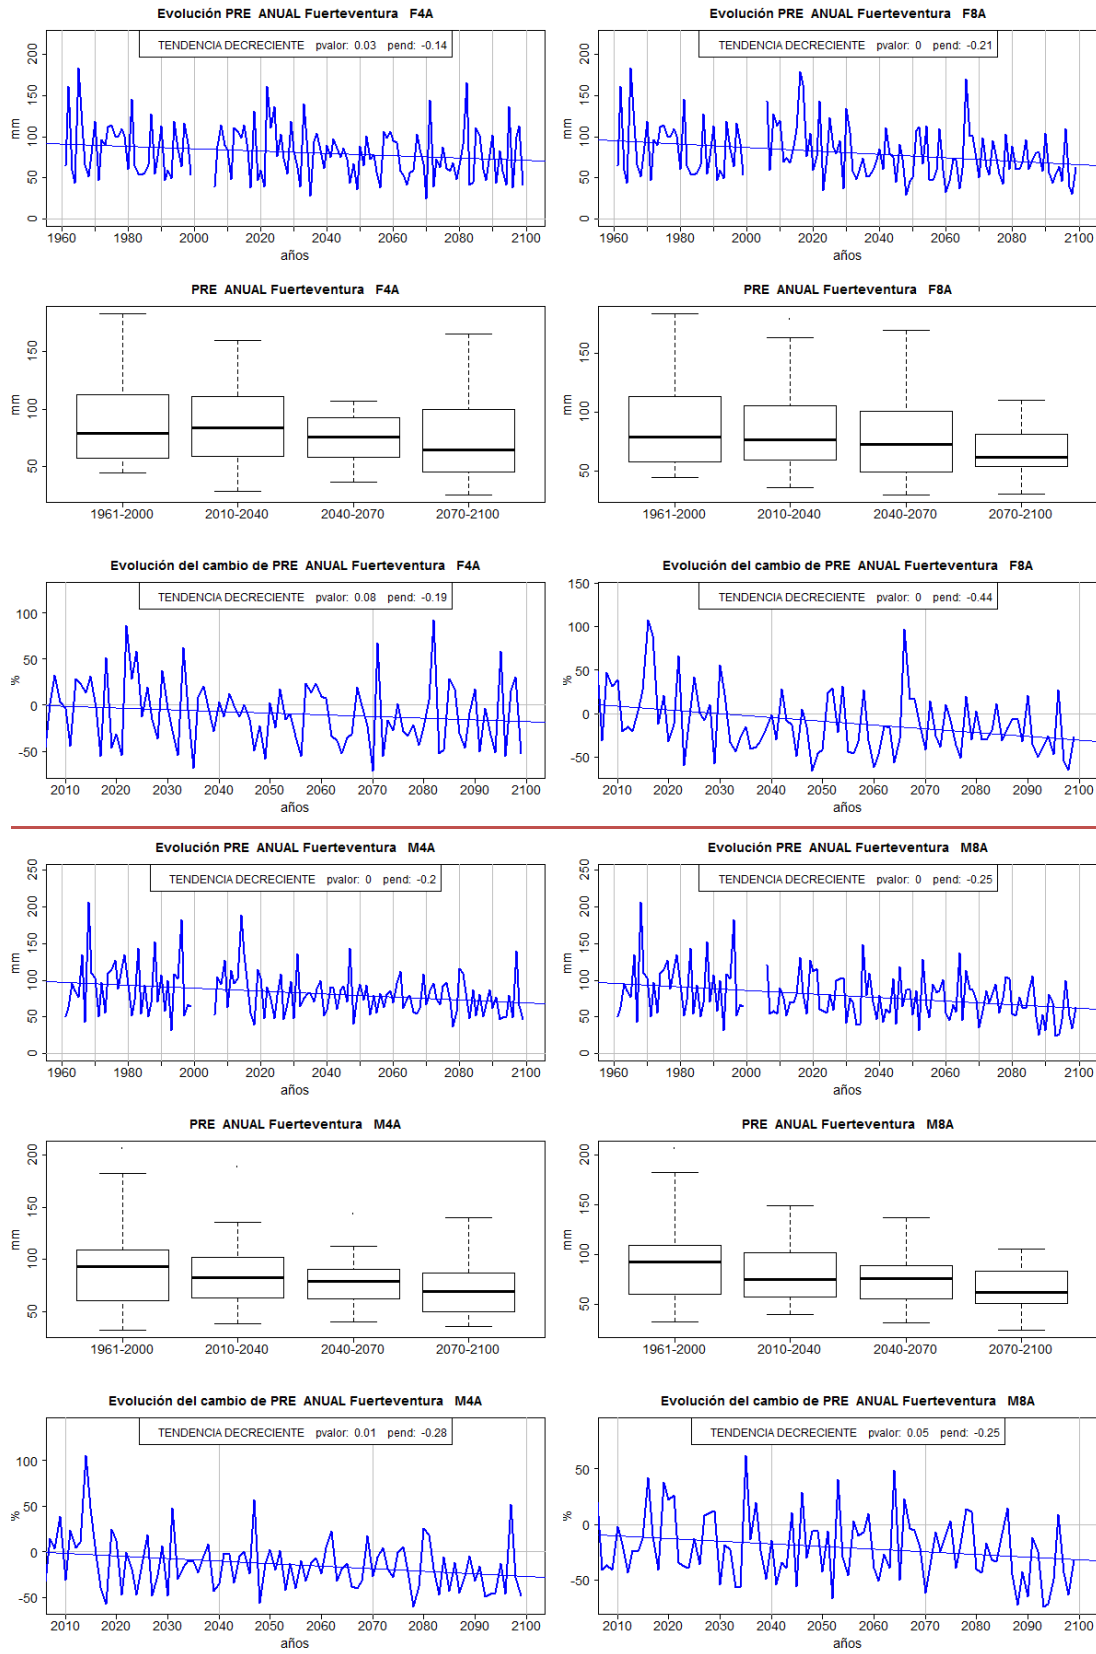 Evolución PRE ANUAL Fuerteventura F4A
TENDENCIA DECRECIENTE pvalor: 0.03 pend: -0.14
mm
0 50 100 150 200
1960 1980 2000 2020 2040 2060 2080 2100
años
Evolución PRE ANUAL Fuerteventura F8A
TENDENCIA DECRECIENTE pvalor: 0 pend: -0.21
mm
0 50 100 150 200
1960 1980 2000 2020 2040 2060 2080 2100
años
PRE ANUAL Fuerteventura F4A
mm
50 100 150
1961-2000 2010-2040 2040-2070 2070-2100
PRE ANUAL Fuerteventura F8A
mm
50 100 150
1961-2000 2010-2040 2040-2070 2070-2100
Evolución del cambio de PRE ANUAL Fuerteventura F4A
TENDENCIA DECRECIENTE pvalor: 0.08 pend: -0.19
%
100
50
0
-50
2010 2020 2030 2040 2050 2060 2070 2080 2090 2100
años
Evolución del cambio de PRE ANUAL Fuerteventura F8A
TENDENCIA DECRECIENTE pvalor: 0 pend: -0.44
%
150
100
50
0
-50
2010 2020 2030 2040 2050 2060 2070 2080 2090 2100
años
Evolución PRE ANUAL Fuerteventura M4A
TENDENCIA DECRECIENTE pvalor: 0 pend: -0.2
mm
0 50 100 150 200 250
1960 1980 2000 2020 2040 2060 2080 2100
años
Evolución PRE ANUAL Fuerteventura M8A
TENDENCIA DECRECIENTE pvalor: 0 pend: -0.25
mm
0 50 100 150 200 250
1960 1980 2000 2020 2040 2060 2080 2100
años
PRE ANUAL Fuerteventura M4A
mm
50 100 150 200
1961-2000 2010-2040 2040-2070 2070-2100
PRE ANUAL Fuerteventura M8A
mm
50 100 150 200
1961-2000 2010-2040 2040-2070 2070-2100
Evolución del cambio de PRE ANUAL Fuerteventura M4A
TENDENCIA DECRECIENTE pvalor: 0.01 pend: -0.28
%
100
50
0
-50
2010 2020 2030 2040 2050 2060 2070 2080 2090 2100
años
Evolución del cambio de PRE ANUAL Fuerteventura M8A
TENDENCIA DECRECIENTE pvalor: 0.05 pend: -0.25
%
50
0
-50
2010 2020 2030 2040 2050 2060 2070 2080 2090 2100
años